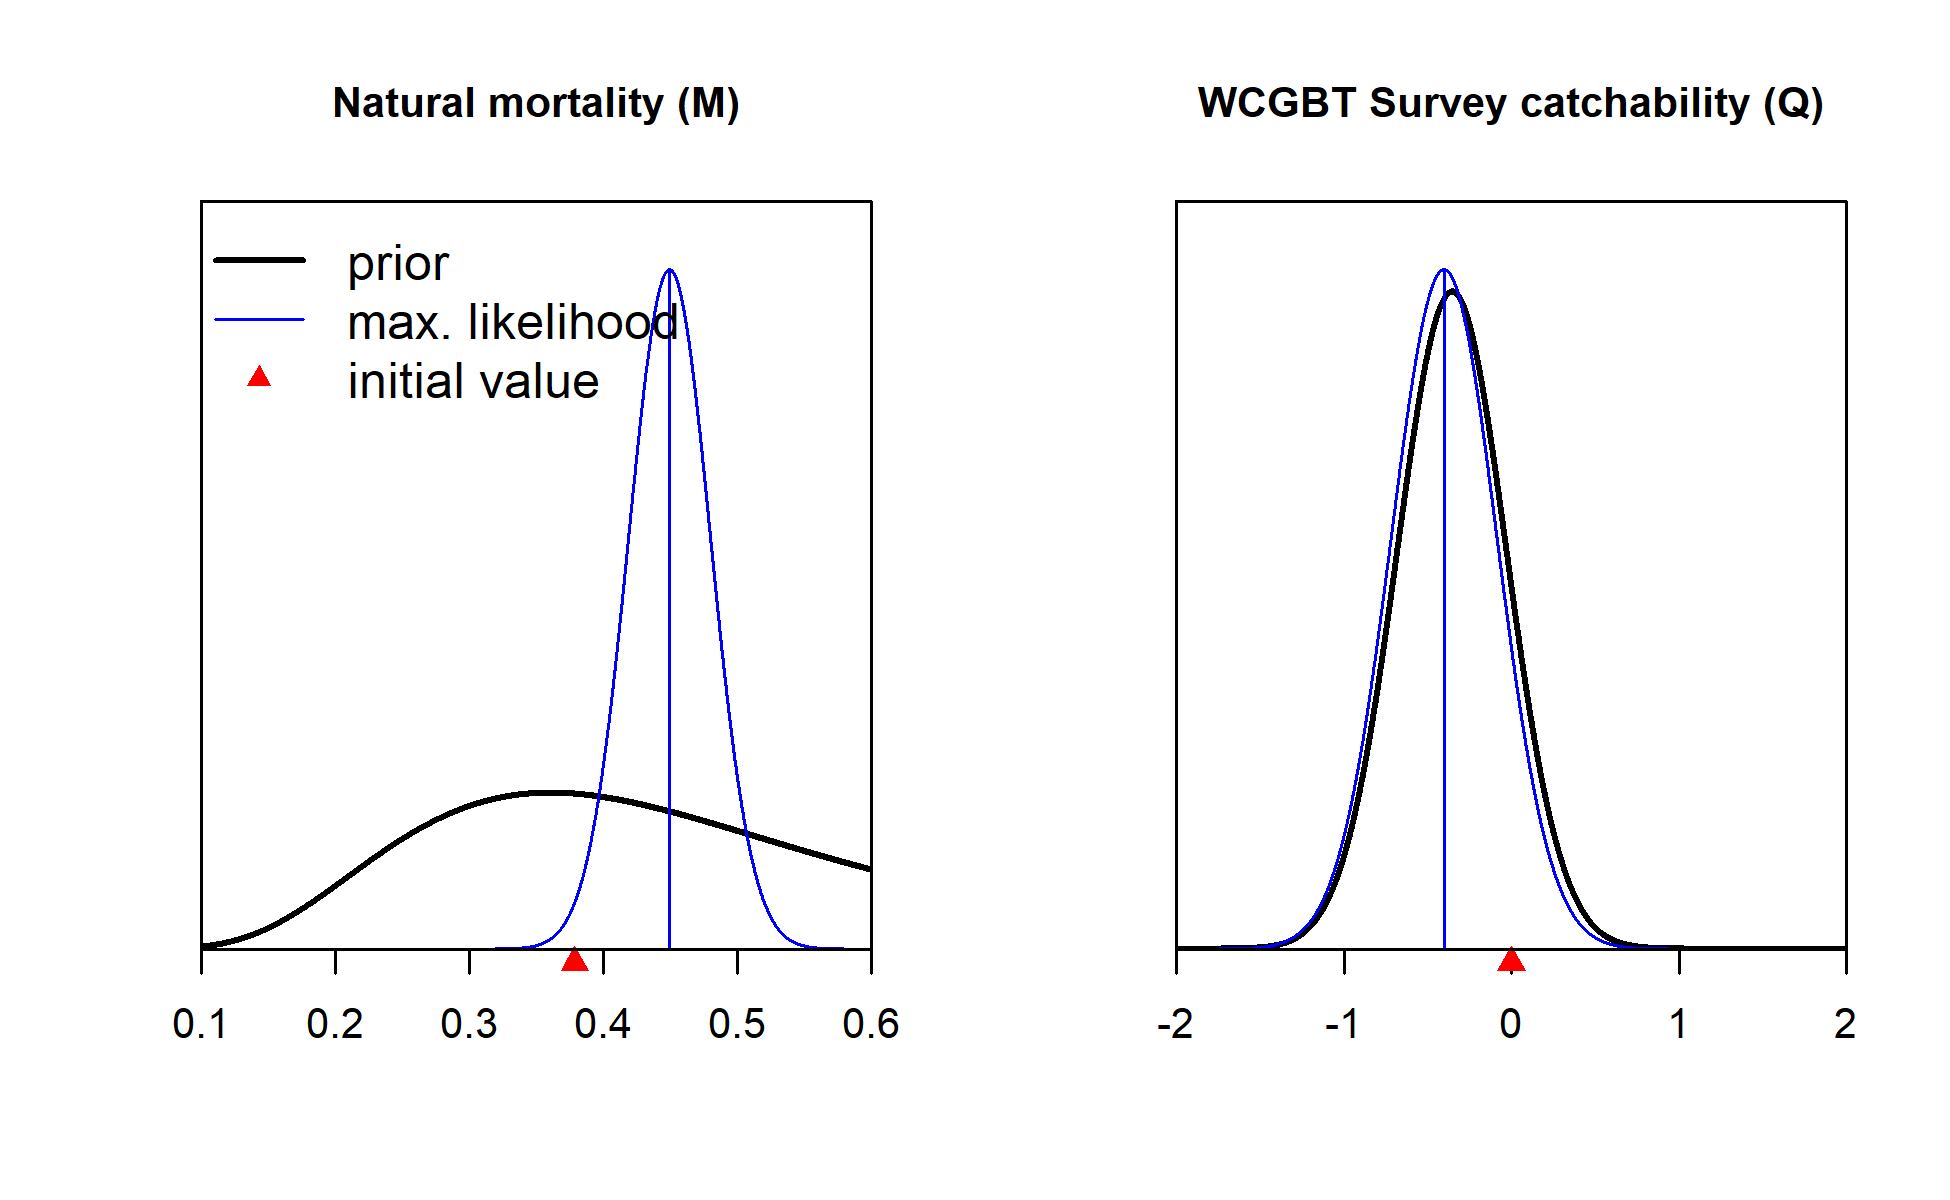 Natural mortality (M)
prior
max. likelihood
initial value
0.1 0.2 0.3 0.4 0.5 0.6
WCGBT Survey catchability (Q)
-2 -1 0 1 2